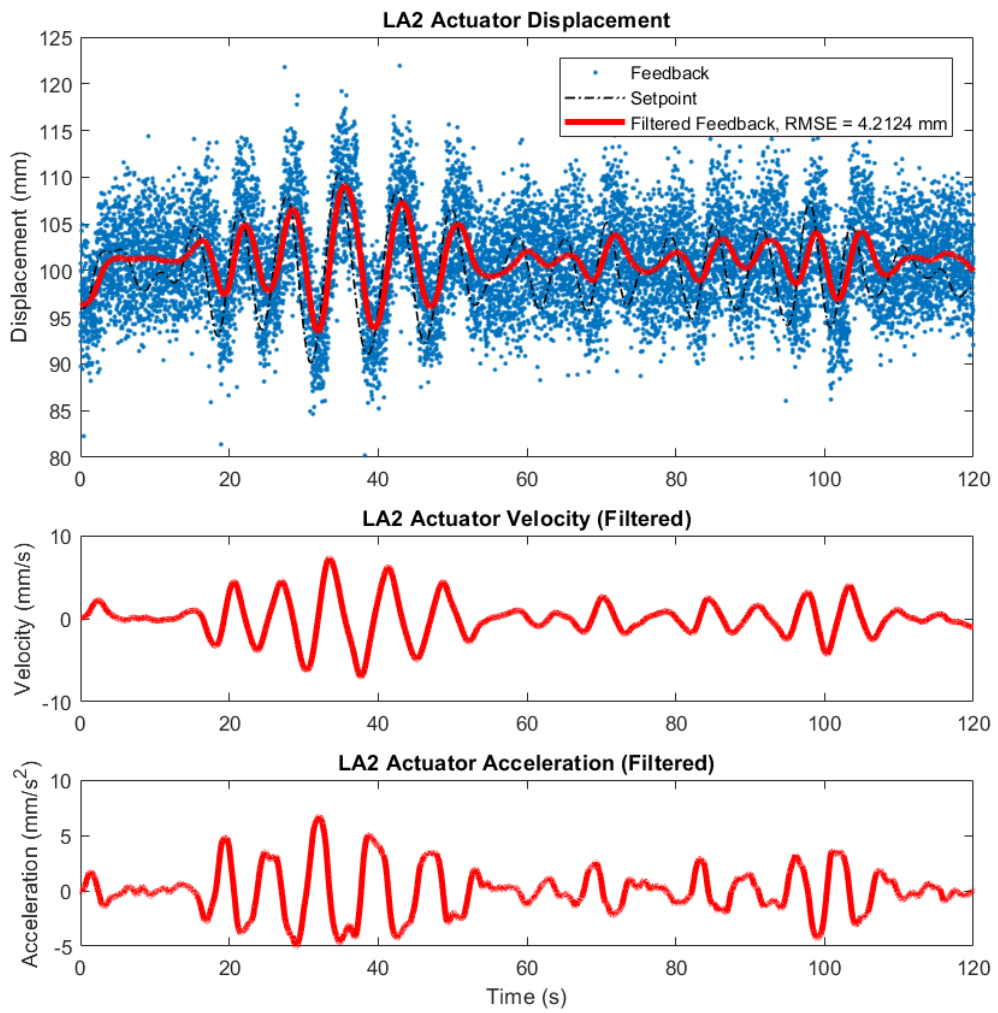 LA2 Actuator Displacement
125
120
115
110
105
100
95
90
85
80
Displacement (mm)
Feedback
Setpoint
Filtered Feedback, RMSE = 4.2124 mm
0 20 40 60 80 100 120
LA2 Actuator Velocity (Filtered)
10
0
-10
Velocity (mm/s)
0 20 40 60 80 100 120
LA2 Actuator Acceleration (Filtered)
10
5
0
-5
Acceleration (mm/s²)
0 20 40 60 80 100 120
Time (s)